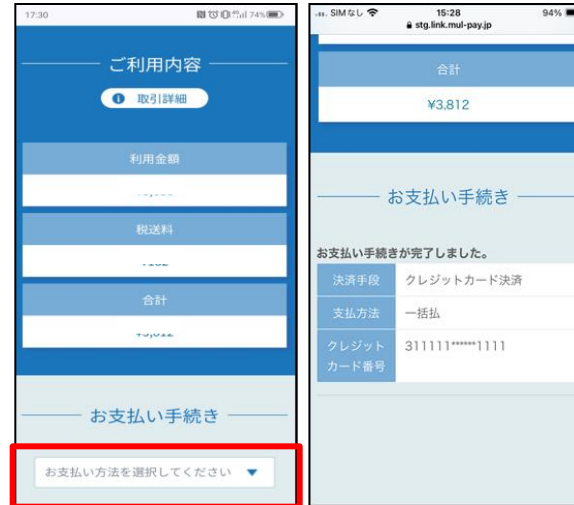 17:30
74%
ご利用内容
取引詳細
利用金額
税送料
合計
お支払い手続き
お支払い方法を選択してください
SIMなし
15:28
94%
stg.link.mul-pay.jp
合計
¥3,812
お支払い手続き
お支払い手続きが完了しました。
決済手段 クレジットカード決済
支払方法 一括払
クレジット
カード番号 311111******1111